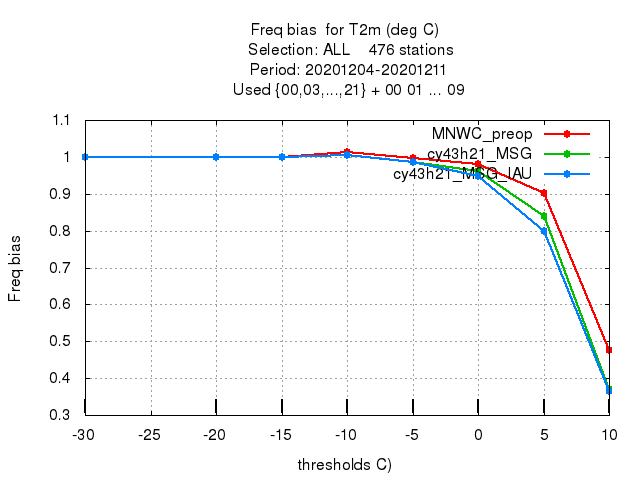 Freq bias  for T2m (deg C)
Selection: ALL    476 stations
Period: 20201204-20201211
Used {00,03,...,21} + 00 01 ... 09
MNWC_preop
cy43h21_MSG
cy43h21_MSG_IAU
1.1
1
0.9
0.8
0.7
0.6
0.5
0.4
0.3
Freq bias
-30 -25 -20 -15 -10 -5 0 5 10
thresholds C)